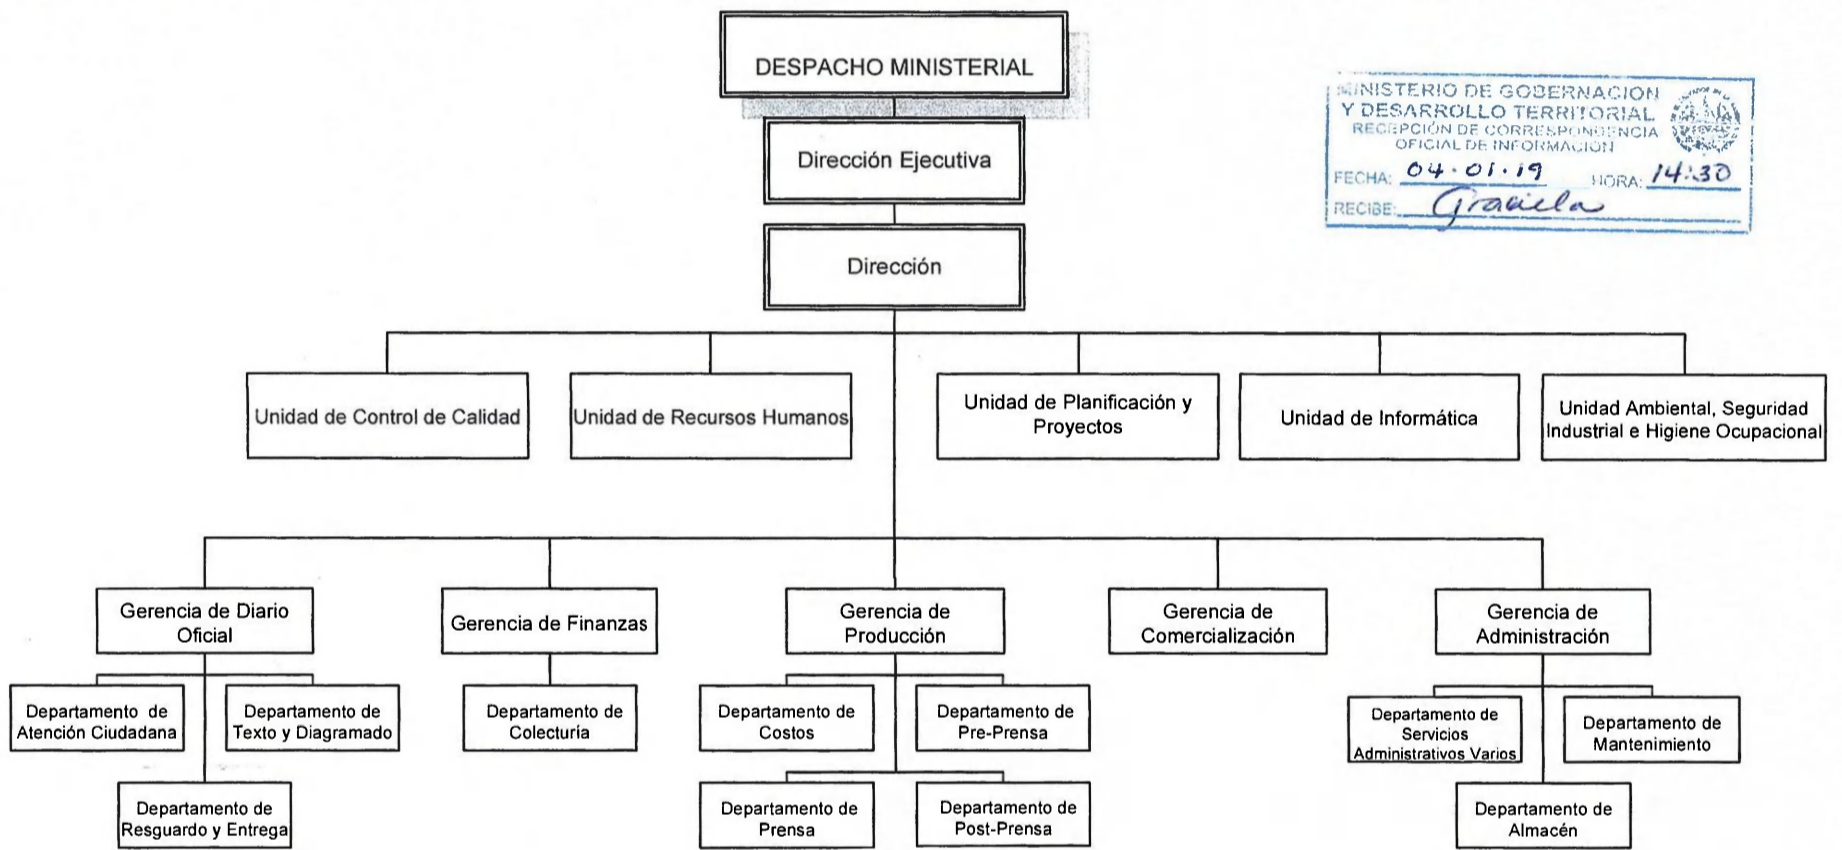 DESPACHO MINISTERIAL
MINISTERIO DE GOBERNACION
Y DESARROLLO TERRITORIAL
RECEPCIÓN DE CORRESPONDENCIA
OFICIAL DE INFORMACIÓN
FECHA: 04.01.19 HORA: 14:30
RECIBE: Graciela
Dirección Ejecutiva
Dirección
Unidad de Control de Calidad
Unidad de Recursos Humanos
Unidad de Planificación y
Proyectos
Unidad de Informática
Unidad Ambiental, Seguridad
Industrial e Higiene Ocupacional
Gerencia de Diario
Oficial
Gerencia de Finanzas
Gerencia de
Producción
Gerencia de
Comercialización
Gerencia de
Administración
Departamento de
Atención Ciudadana
Departamento de
Texto y Diagramado
Departamento de
Colecturía
Departamento de
Costos
Departamento de
Pre-Prensa
Departamento de
Servicios
Administrativos Varios
Departamento de
Mantenimiento
Departamento de
Resguardo y Entrega
Departamento de
Prensa
Departamento de
Post-Prensa
Departamento de
Almacén